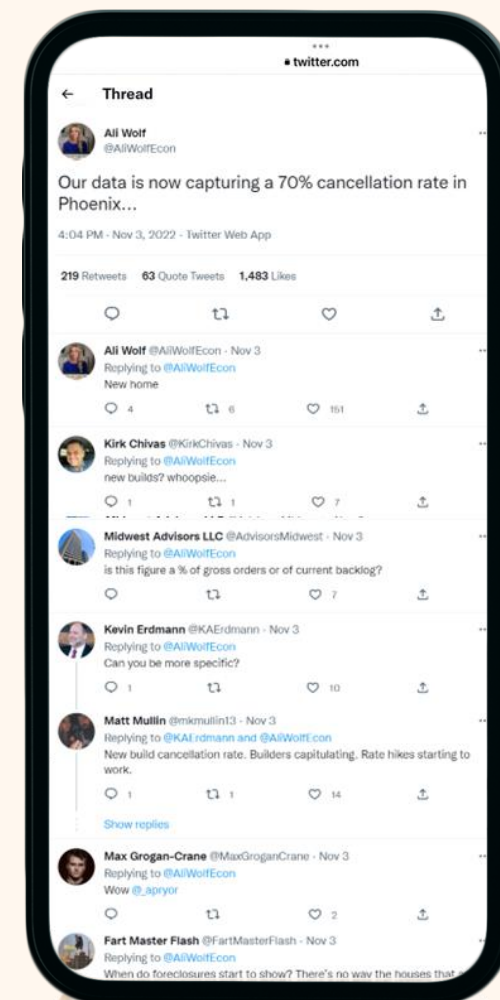 twitter.com
Thread
Ali Wolf
@AliWolfEcon
Our data is now capturing a 70% cancellation rate in
Phoenix...
4:04 PM · Nov 3, 2022 · Twitter Web App
219 Retweets 63 Quote Tweets 1,483 Likes
Ali Wolf @AliWolfEcon · Nov 3
Replying to @AliWolfEcon
New home
4 6 151
Kirk Chivas @KirkChivas · Nov 3
Replying to @AliWolfEcon
new builds? whoopsie...
1 1 7
Midwest Advisors LLC @AdvisorsMidwest · Nov 3
Replying to @AliWolfEcon
is this figure a % of gross orders or of current backlog?
7
Kevin Erdmann @KAErdmann · Nov 3
Replying to @AliWolfEcon
Can you be more specific?
1 10
Matt Mullin @mkmullin13 · Nov 3
Replying to @KAErdmann and @AliWolfEcon
New build cancellation rate. Builders capitulating. Rate hikes starting to
work.
1 1 14
Show replies
Max Grogan-Crane @MaxGroganCrane · Nov 3
Replying to @AliWolfEcon
Wow @_apryor
2
Fart Master Flash @FartMasterFlash · Nov 3
Replying to @AliWolfEcon
When do foreclosures start to show? There's no way the houses that